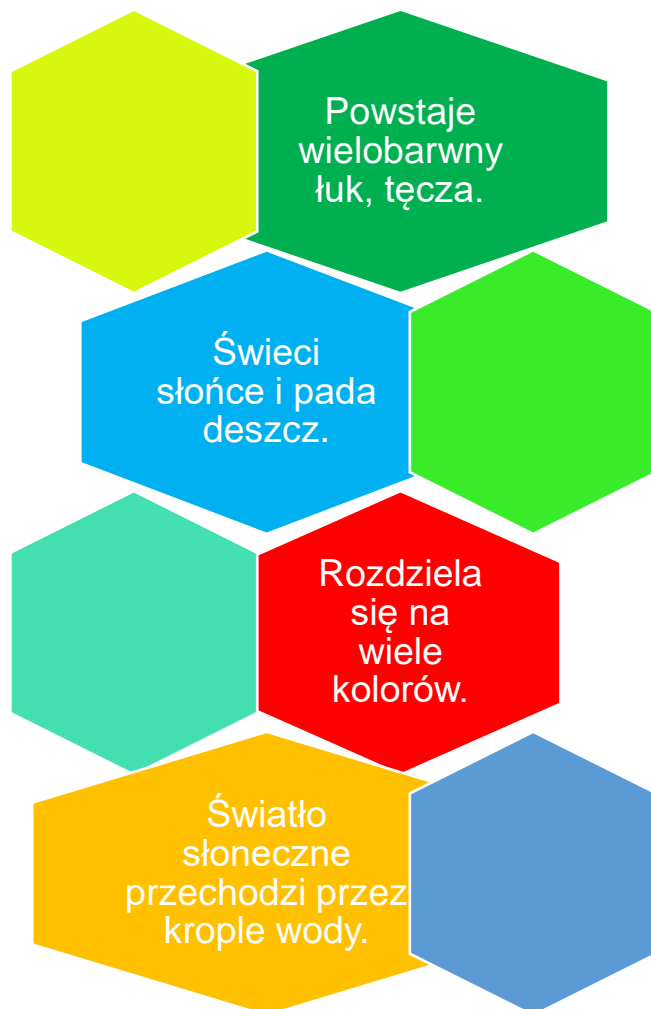 Powstaje
wielobarwny
łuk, tęcza.
Świeci
słońce i pada
deszcz.
Rozdziela
się na
wiele
kolorów.
Światło
słoneczne
przechodzi przez
krople wody.